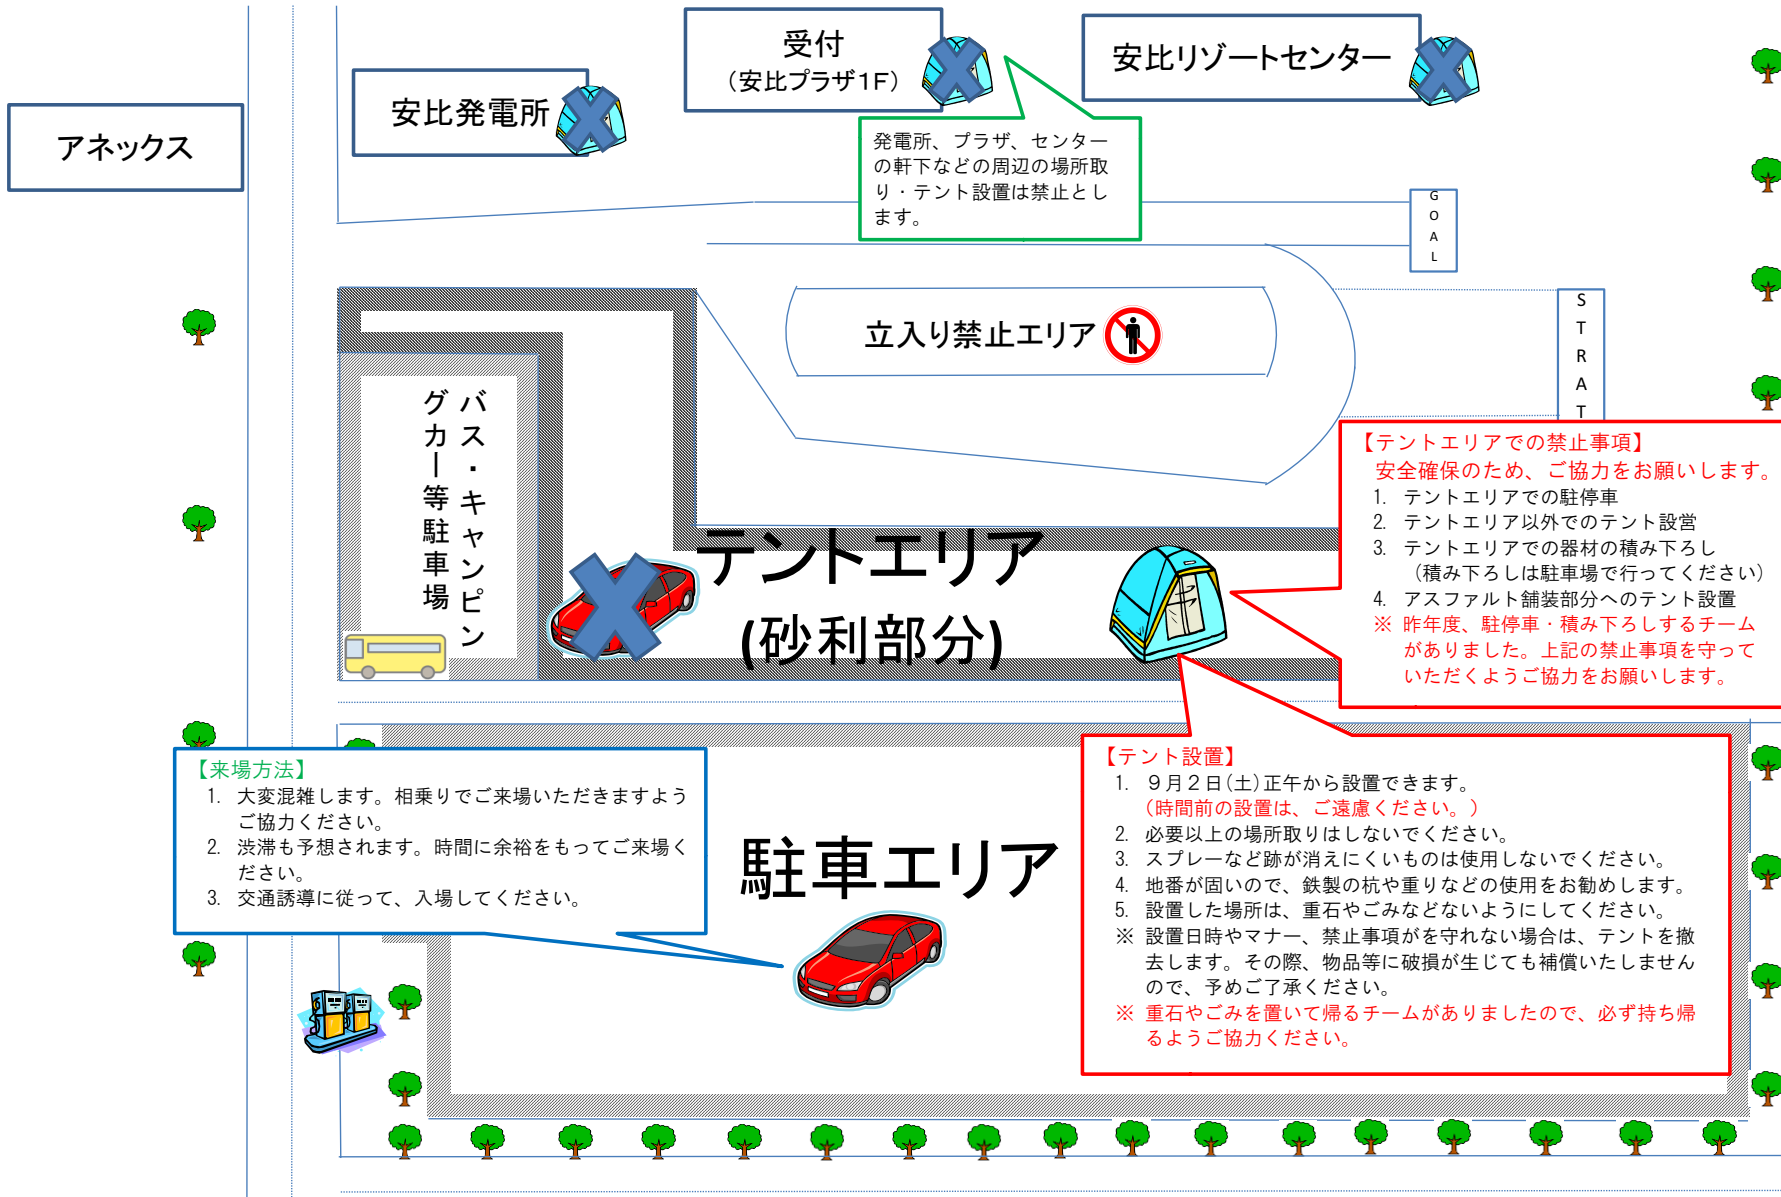 受付
(安比プラザ1F)
安比リゾートセンター
安比発電所
アネックス
発電所、プラザ、センター
の軒下などの周辺の場所取
り・テント設置は禁止とし
ます。
GOAL
STRAT
立入り禁止エリア
バス・キャンピン
グカー等駐車場
テントエリア
(砂利部分)
【テントエリアでの禁止事項】
安全確保のため、ご協力をお願いします。
1. テントエリアでの駐停車
2. テントエリア以外でのテント設営
3. テントエリアでの器材の積み下ろし
(積み下ろしは駐車場で行ってください)
4. アスファルト舗装部分へのテント設置
※ 昨年度、駐停車・積み下ろしするチーム
がありました。上記の禁止事項を守って
いただくようご協力をお願いします。
【来場方法】
1. 大変混雑します。相乗りでご来場いただきますよう
ご協力ください。
2. 渋滞も予想されます。時間に余裕をもってご来場く
ださい。
3. 交通誘導に従って、入場してください。
駐車エリア
【テント設置】
1. 9月2日(土)正午から設置できます。
(時間前の設置は、ご遠慮ください。)
2. 必要以上の場所取りはしないでください。
3. スプレーなど跡が消えにくいものは使用しないでください。
4. 地番が固いので、鉄製の杭や重りなどの使用をお勧めします。
5. 設置した場所は、重石やごみなどないようにしてください。
※ 設置日時やマナー、禁止事項がを守れない場合は、テントを撤
去します。その際、物品等に破損が生じても補償いたしません
ので、予めご了承ください。
※ 重石やごみを置いて帰るチームがありましたので、必ず持ち帰
るようご協力ください。